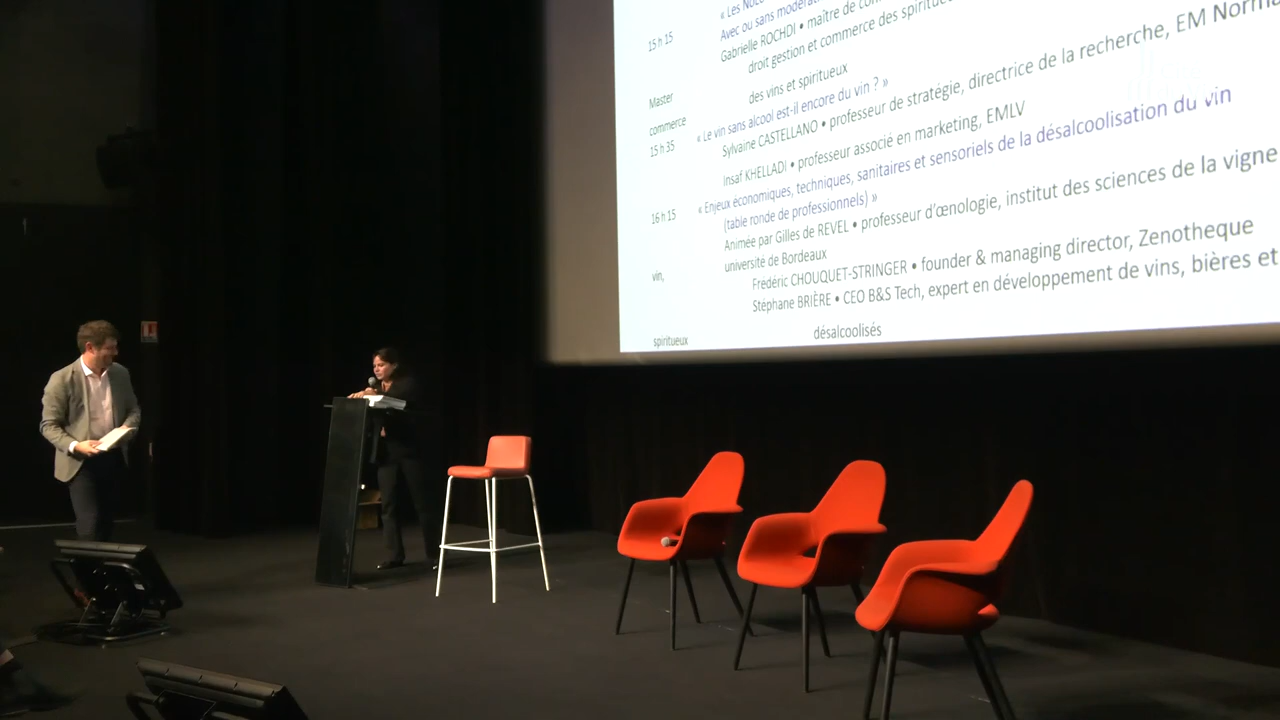 « Les NoLo
15 h 15 Avec ou sans modérat
Gabrielle ROCHDI • maître de con
droit gestion et commerce des spiritue
Master des vins et spiritueux
commerce « Le vin sans alcool est-il encore du vin ? »
15 h 35 Sylvaine CASTELLANO • professeur de stratégie, directrice de la recherche, EM Norma
Insaf KHELLADI • professeur associé en marketing, EMLV
16 h 15 « Enjeux économiques, techniques, sanitaires et sensoriels de la désalcoolisation du vin
(table ronde de professionnels) »
Animée par Gilles de REVEL • professeur d’œnologie, institut des sciences de la vigne
université de Bordeaux
vin, Frédéric CHOUQUET-STRINGER • founder & managing director, Zenotheque
Stéphane BRIÈRE • CEO B&S Tech, expert en développement de vins, bières et
spiritueux désalcoolisés